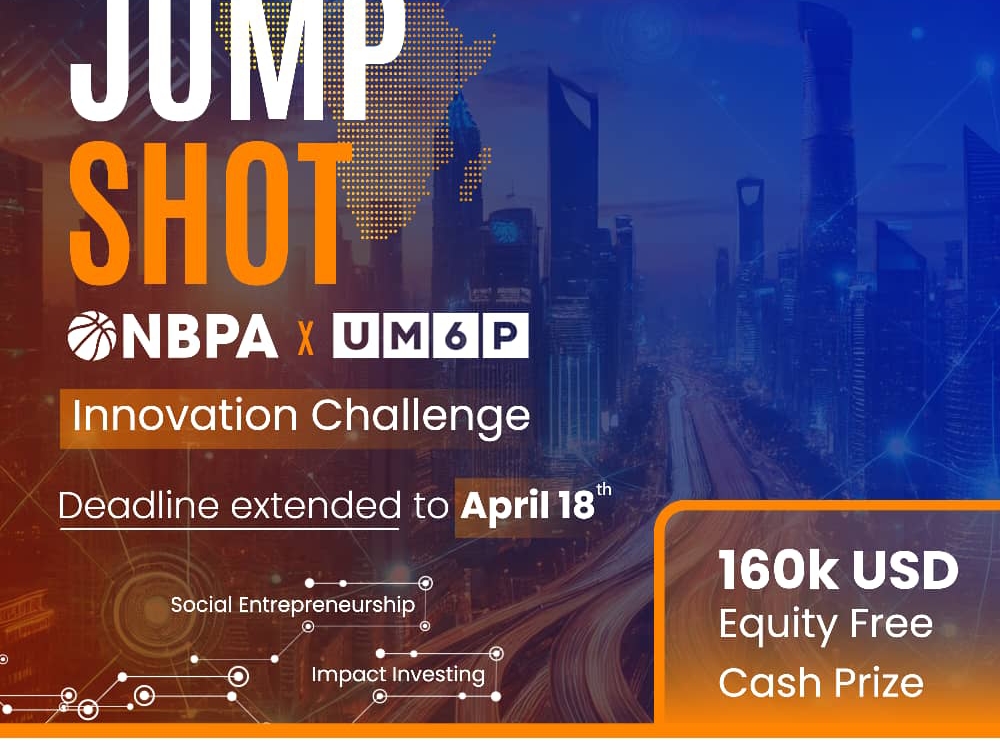 JUMP
SHOT
NBPA X UM6P
Innovation Challenge
Deadline extended to April 18th
Social Entrepreneurship
Impact Investing
160k USD
Equity Free
Cash Prize